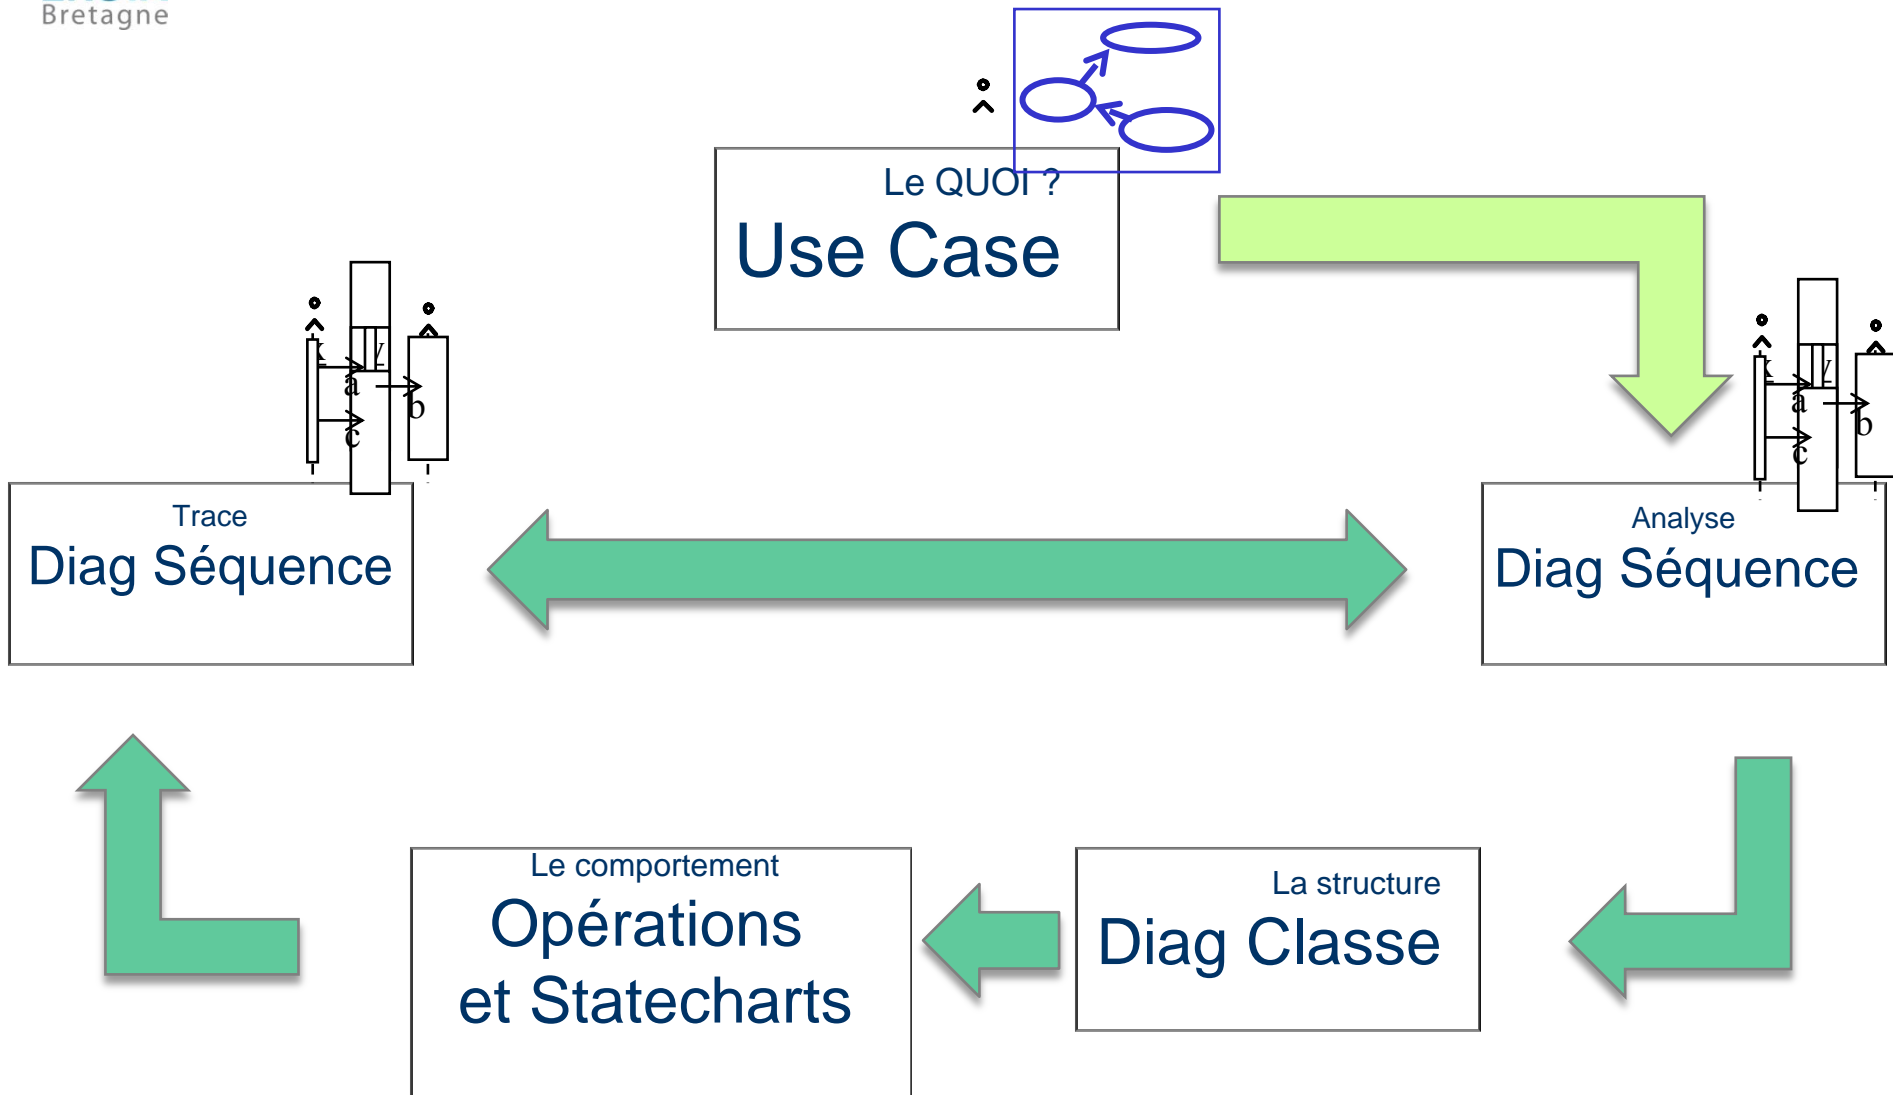 Bretagne
Le QUOI ?
Use Case
x
y
a
b
c
x
y
a
b
c
Trace
Diag Séquence
Analyse
Diag Séquence
Le comportement
Opérations
et Statecharts
La structure
Diag Classe